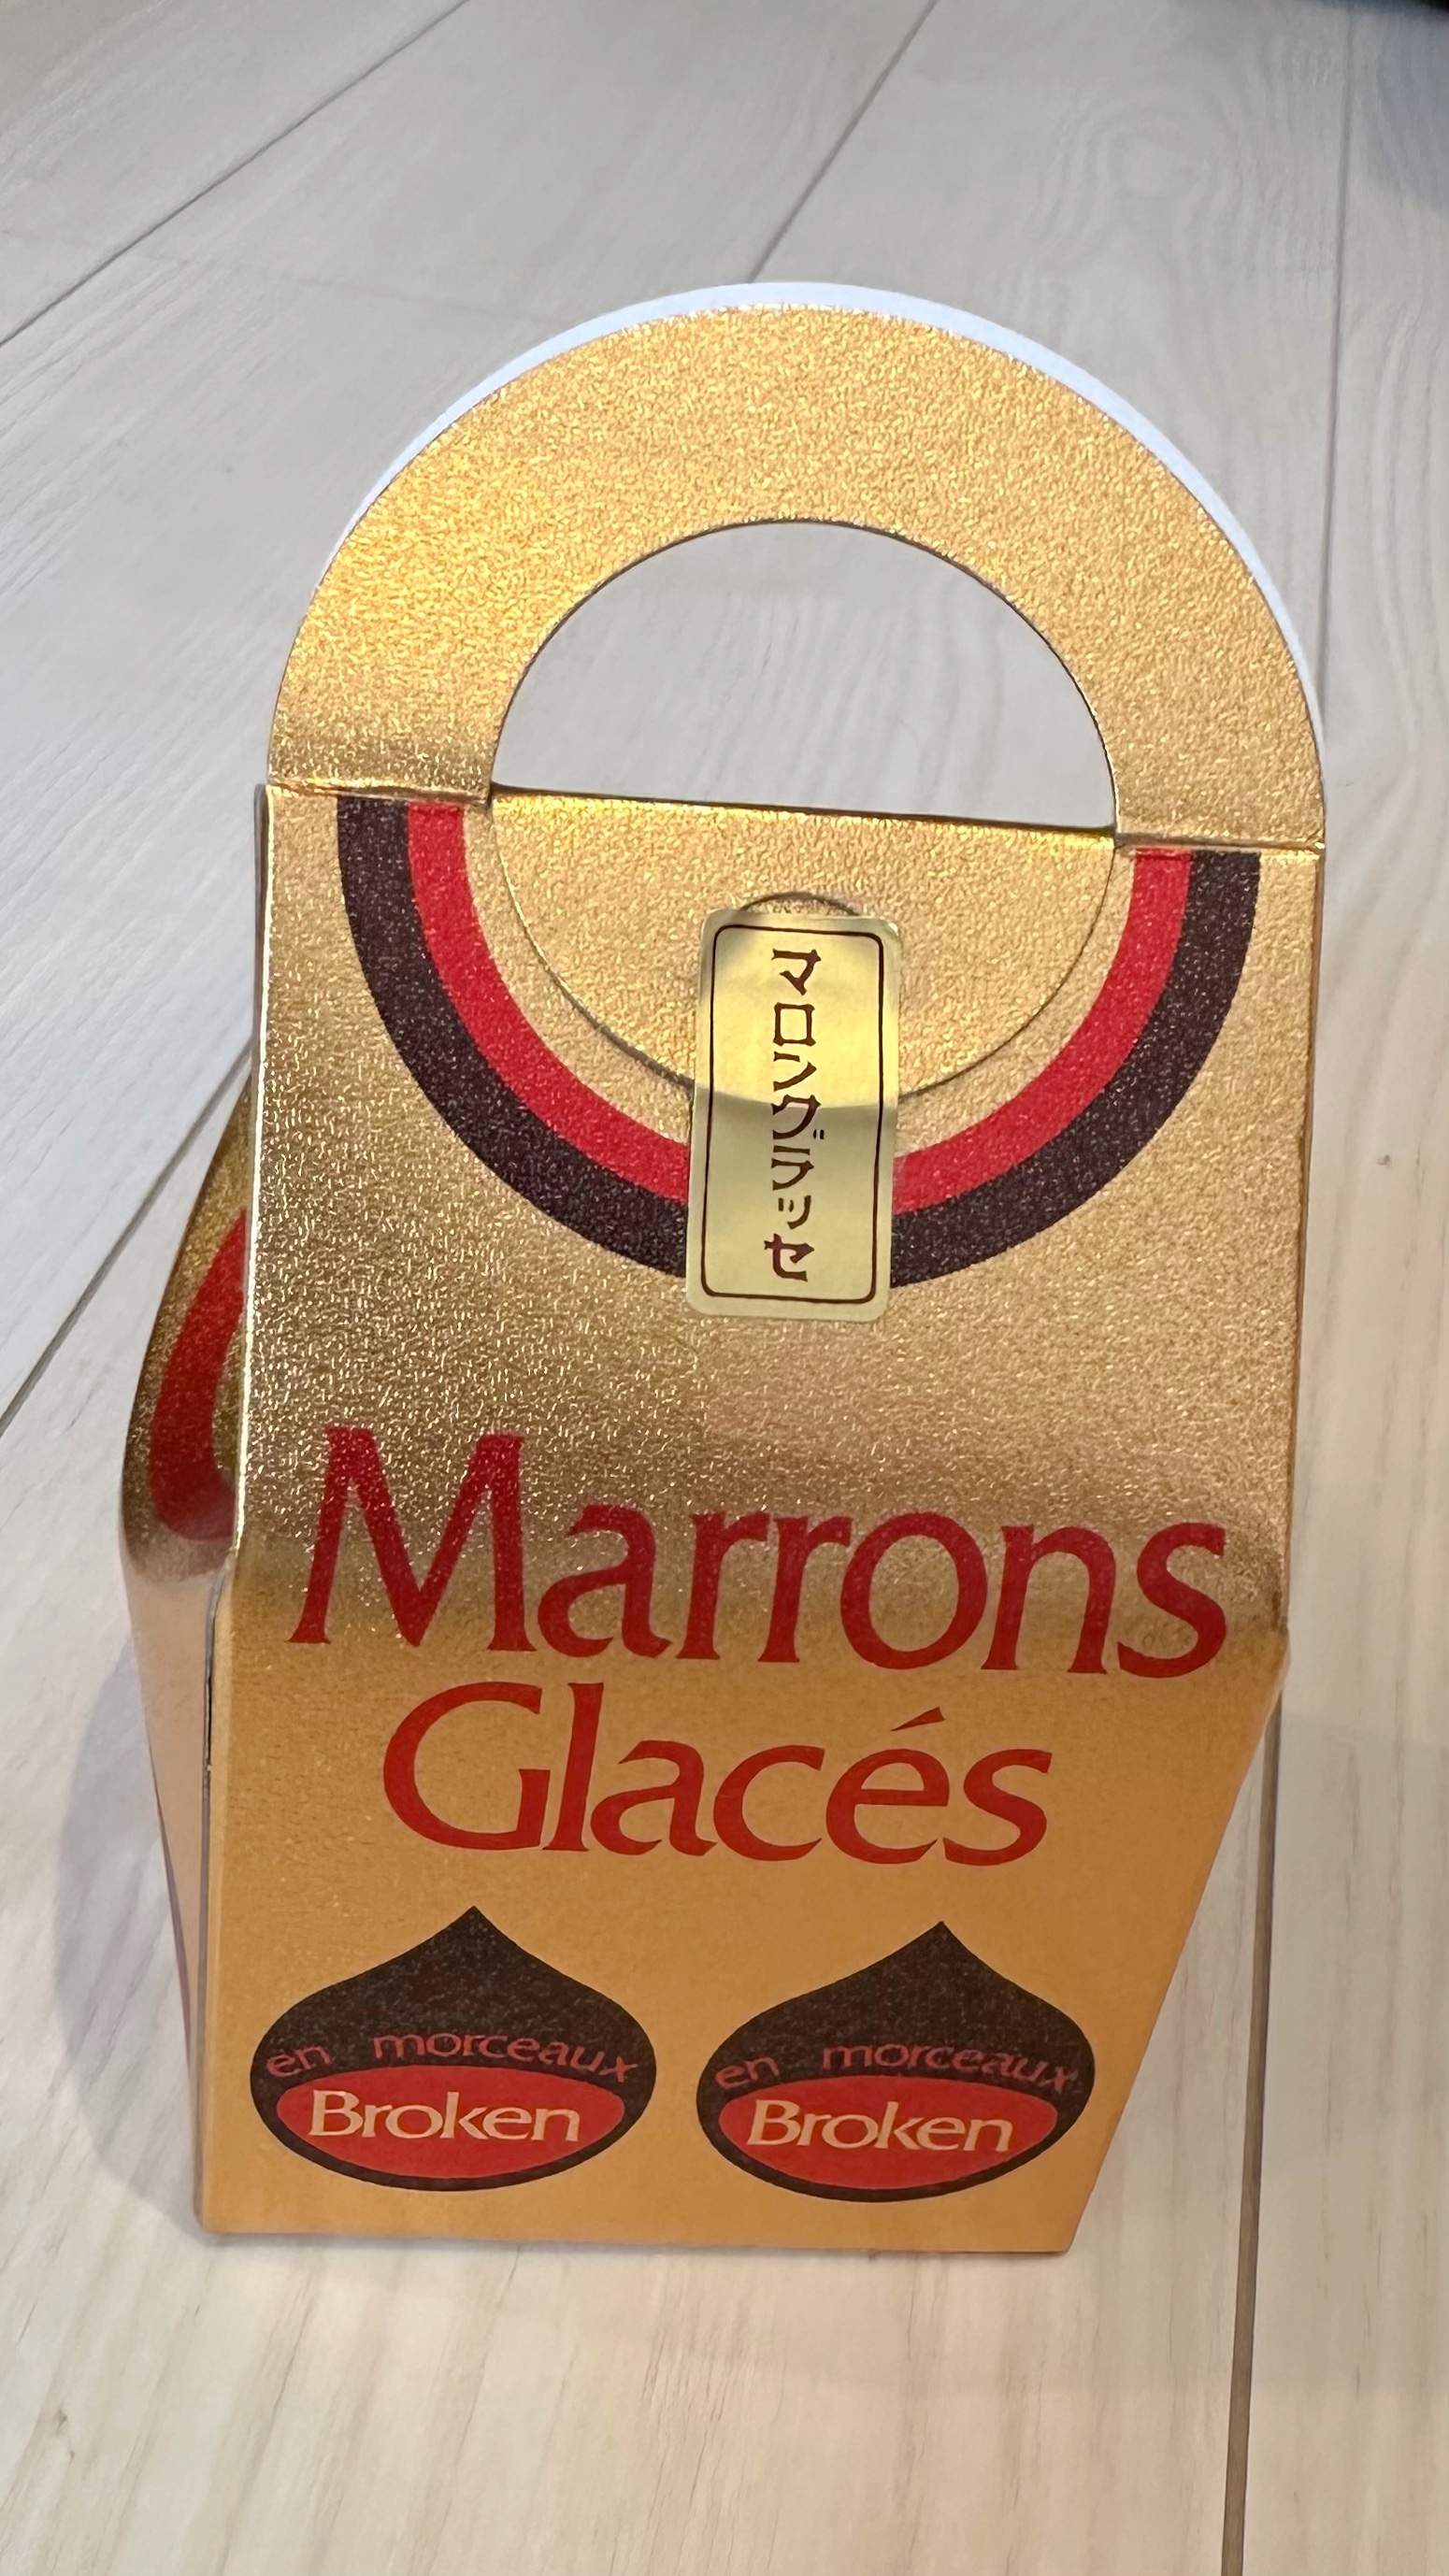 マロングラッセ
Marrons
Glacés
en morceaux
Broken
en morceaux
Broken